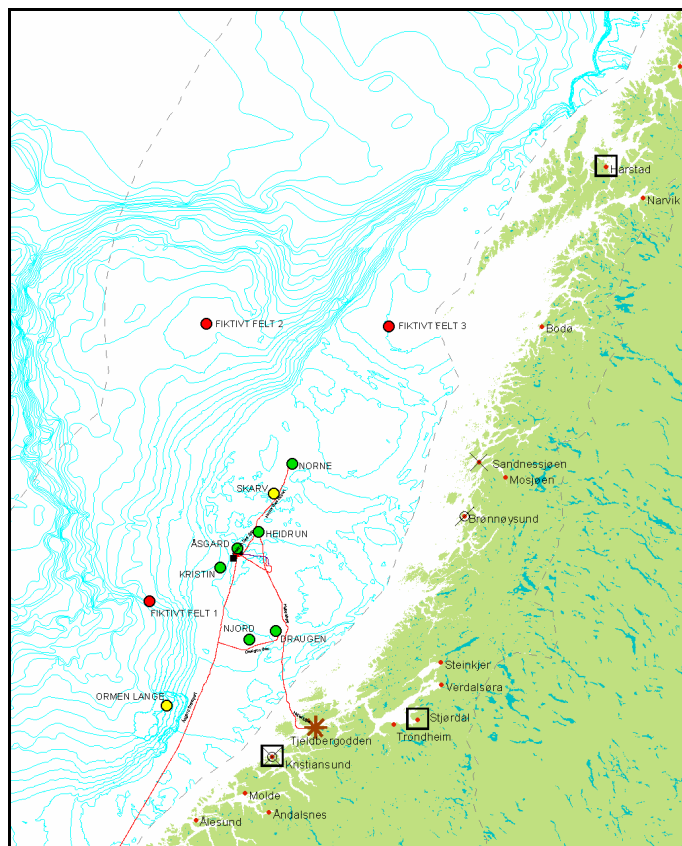 Harstad
Narvik
FIKTIVT FELT 2
FIKTIVT FELT 3
Bodø
NORNE
Sandnessjøen
Mosjøen
SKARV
Brønnøysund
HEIDRUN
ÅSGARD
KRISTIN
FIKTIVT FELT 1
NJORD
DRAUGEN
Steinkjer
Verdalsøra
ORMEN LANGE
Stjørdal
Trondheim
Tjeldbergodden
Kristiansund
Molde
Åndalsnes
Ålesund